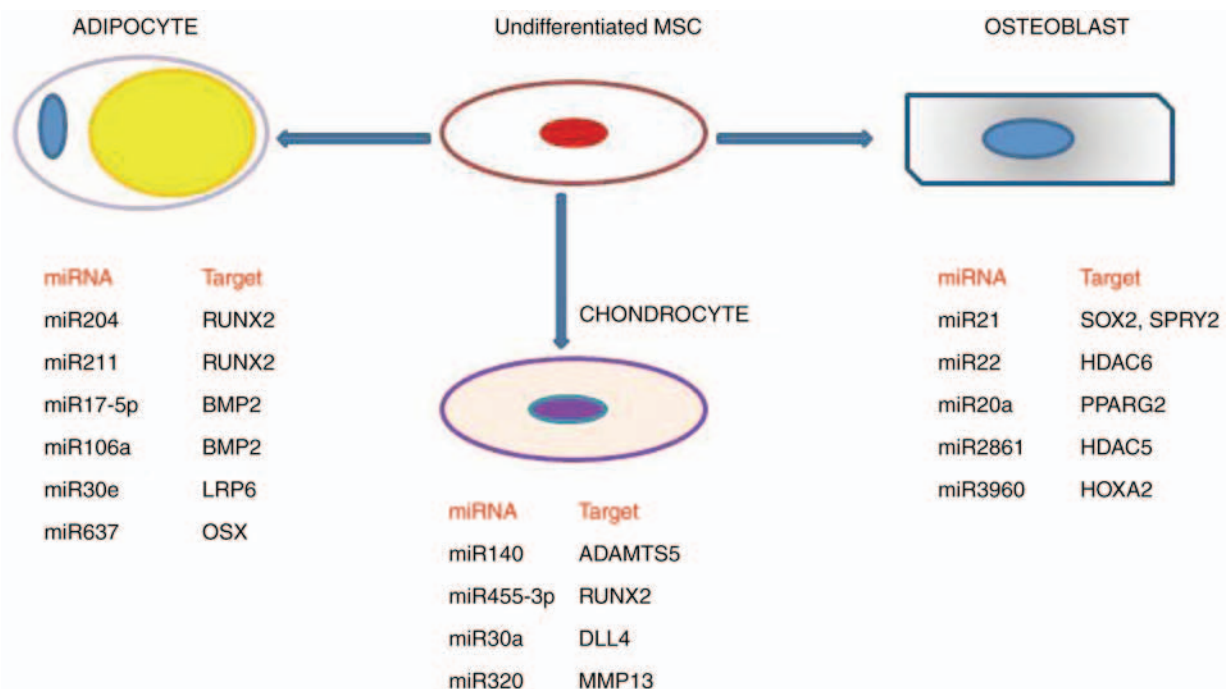 ADIPOCYTE
Undifferentiated MSC
OSTEOBLAST
miRNA Target
miR204 RUNX2
miR211 RUNX2
miR17-5p BMP2
miR106a BMP2
miR30e LRP6
miR637 OSX
CHONDROCYTE
miRNA Target
miR140 ADAMTS5
miR455-3p RUNX2
miR30a DLL4
miR320 MMP13
miRNA Target
miR21 SOX2, SPRY2
miR22 HDAC6
miR20a PPARG2
miR2861 HDAC5
miR3960 HOXA2